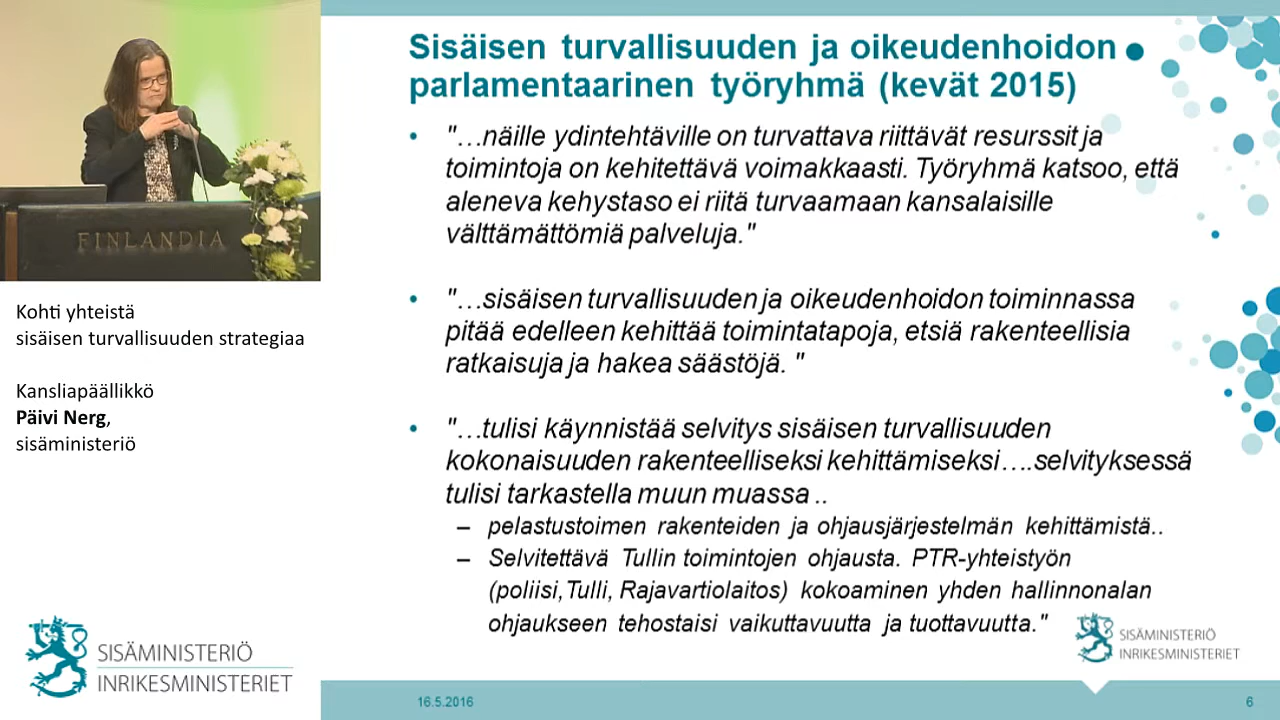 FINLANDIA
Kohti yhteistä
sisäisen turvallisuuden strategiaa
Kansliapäällikkö
Päivi Nerg,
sisäministeriö
SISÄMINISTERIÖ
INRIKESMINISTERIET
Sisäisen turvallisuuden ja oikeudenhoidon
parlamentaarinen työryhmä (kevät 2015)
• "…näille ydintehtäville on turvattava riittävät resurssit ja
toimintoja on kehitettävä voimakkaasti. Työryhmä katsoo, että
aleneva kehystaso ei riitä turvaamaan kansalaisille
välttämättömiä palveluja."
• "…sisäisen turvallisuuden ja oikeudenhoidon toiminnassa
pitää edelleen kehittää toimintatapoja, etsiä rakenteellisia
ratkaisuja ja hakea säästöjä. "
• "…tulisi käynnistää selvitys sisäisen turvallisuuden
kokonaisuuden rakenteelliseksi kehittämiseksi….selvityksessä
tulisi tarkastella muun muassa ..
– pelastustoimen rakenteiden ja ohjausjärjestelmän kehittämistä..
– Selvitettävä Tullin toimintojen ohjausta. PTR-yhteistyön
(poliisi,Tulli, Rajavartiolaitos) kokoaminen yhden hallinnonalan
ohjaukseen tehostaisi vaikuttavuutta ja tuottavuutta."
SISÄMINISTERIÖ
INRIKESMINISTERIET
16.5.2016
6